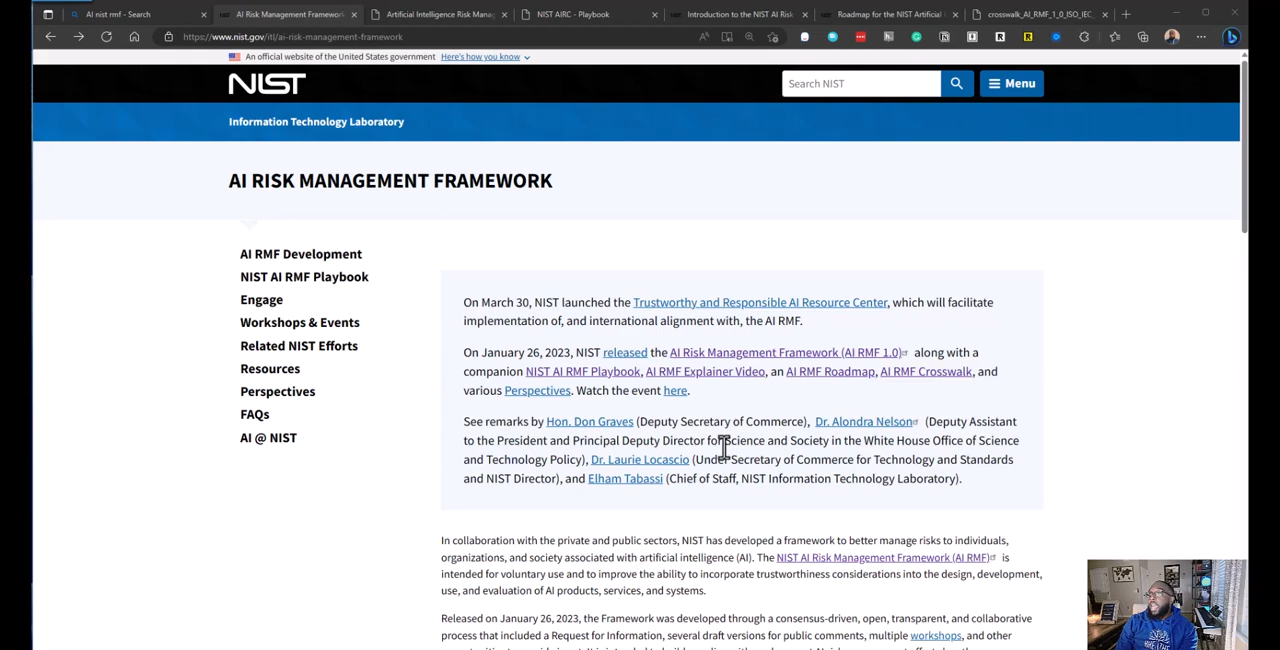 AI nist rmf - Search
AI Risk Management Framework
Artificial Intelligence Risk Mana
NIST AIRC - Playbook
Introduction to the NIST AI Risk
Roadmap for the NIST Artificial
crosswalk_AI_RMF_1_0_ISO_IEC_
https://www.nist.gov/itl/ai-risk-management-framework
An official website of the United States government Here's how you know
NIST
Search NIST
Menu
Information Technology Laboratory
AI RISK MANAGEMENT FRAMEWORK
AI RMF Development
NIST AI RMF Playbook
Engage
Workshops & Events
Related NIST Efforts
Resources
Perspectives
FAQs
AI @ NIST
On March 30, NIST launched the Trustworthy and Responsible AI Resource Center, which will facilitate
implementation of, and international alignment with, the AI RMF.
On January 26, 2023, NIST released the AI Risk Management Framework (AI RMF 1.0) along with a
companion NIST AI RMF Playbook, AI RMF Explainer Video, an AI RMF Roadmap, AI RMF Crosswalk, and
various Perspectives. Watch the event here.
See remarks by Hon. Don Graves (Deputy Secretary of Commerce), Dr. Alondra Nelson (Deputy Assistant
to the President and Principal Deputy Director for Science and Society in the White House Office of Science
and Technology Policy), Dr. Laurie Locascio (Under Secretary of Commerce for Technology and Standards
and NIST Director), and Elham Tabassi (Chief of Staff, NIST Information Technology Laboratory).
In collaboration with the private and public sectors, NIST has developed a framework to better manage risks to individuals,
organizations, and society associated with artificial intelligence (AI). The NIST AI Risk Management Framework (AI RMF) is
intended for voluntary use and to improve the ability to incorporate trustworthiness considerations into the design, development,
use, and evaluation of AI products, services, and systems.
Released on January 26, 2023, the Framework was developed through a consensus-driven, open, transparent, and collaborative
process that included a Request for Information, several draft versions for public comments, multiple workshops, and other